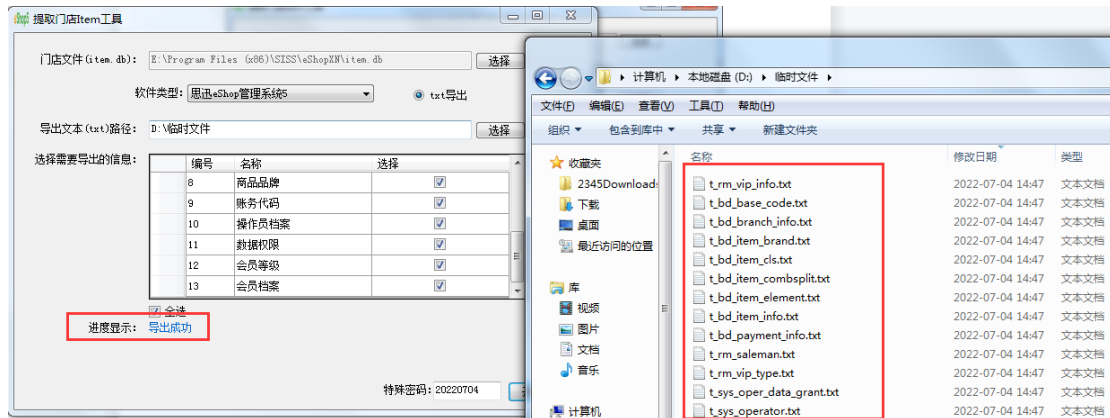 提取门店Item工具
门店文件(item.db): E:\Program Files (x86)\SISS\eShopXN\item.db 选择
软件类型: 思迅eShop管理系统5 txt导出
导出文本(txt)路径: D:\临时文件 选择
选择需要导出的信息:
编号 名称 选择
8 商品品牌
9 账务代码
10 操作员档案
11 数据权限
12 会员等级
13 会员档案
全选
进度显示: 导出成功
特殊密码: 20220704
计算机 本地磁盘 (D:) 临时文件
文件(F) 编辑(E) 查看(V) 工具(T) 帮助(H)
组织 包含到库中 共享 新建文件夹
收藏夹
2345Download
下载
桌面
最近访问的位置
库
视频
图片
文档
音乐
计算机
名称 修改日期 类型
t_rm_vip_info.txt 2022-07-04 14:47 文本文档
t_bd_base_code.txt 2022-07-04 14:47 文本文档
t_bd_branch_info.txt 2022-07-04 14:47 文本文档
t_bd_item_brand.txt 2022-07-04 14:47 文本文档
t_bd_item_cls.txt 2022-07-04 14:47 文本文档
t_bd_item_combsplit.txt 2022-07-04 14:47 文本文档
t_bd_item_element.txt 2022-07-04 14:47 文本文档
t_bd_item_info.txt 2022-07-04 14:47 文本文档
t_bd_payment_info.txt 2022-07-04 14:47 文本文档
t_rm_saleman.txt 2022-07-04 14:47 文本文档
t_rm_vip_type.txt 2022-07-04 14:47 文本文档
t_sys_oper_data_grant.txt 2022-07-04 14:47 文本文档
t_sys_operator.txt 2022-07-04 14:47 文本文档